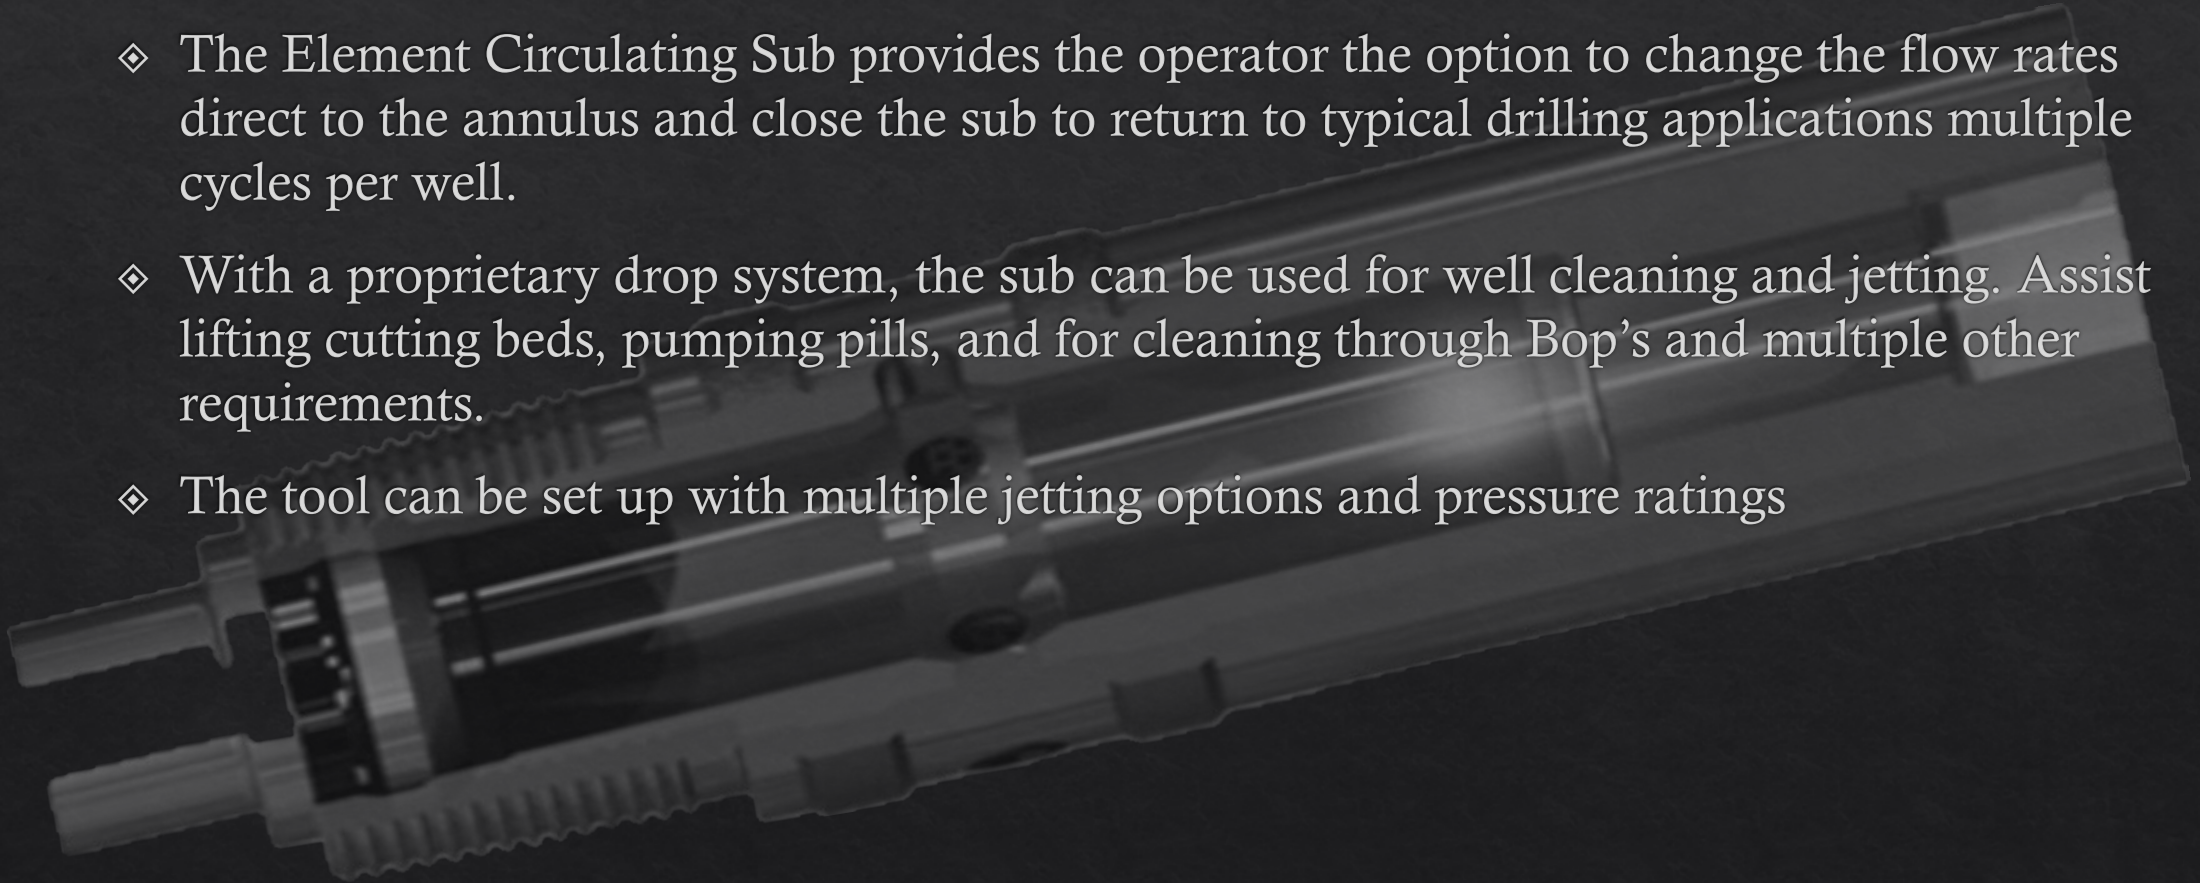 The Element Circulating Sub provides the operator the option to change the flow rates
direct to the annulus and close the sub to return to typical drilling applications multiple
cycles per well.
With a proprietary drop system, the sub can be used for well cleaning and jetting. Assist
lifting cutting beds, pumping pills, and for cleaning through Bop’s and multiple other
requirements.
The tool can be set up with multiple jetting options and pressure ratings